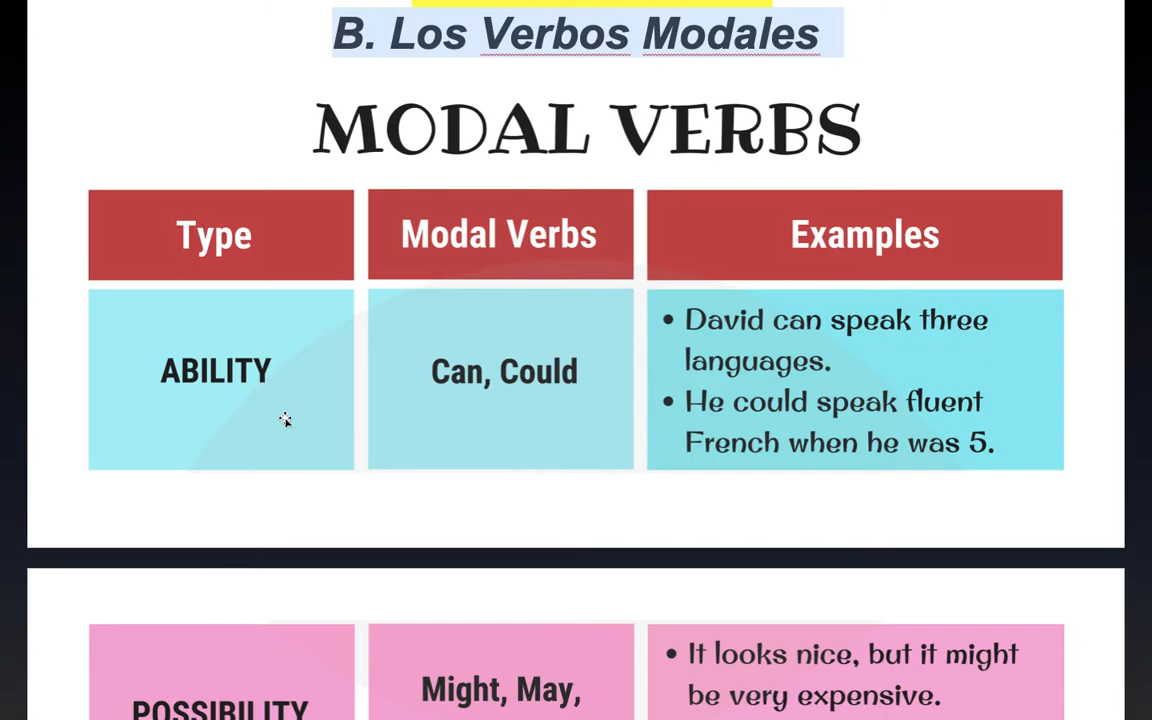 B. Los Verbos Modales
MODAL VERBS
Type
Modal Verbs
Examples
ABILITY
Can, Could
• David can speak three
languages.
• He could speak fluent
French when he was 5.
POSSIBILITY
Might, May,
• It looks nice, but it might
be very expensive.